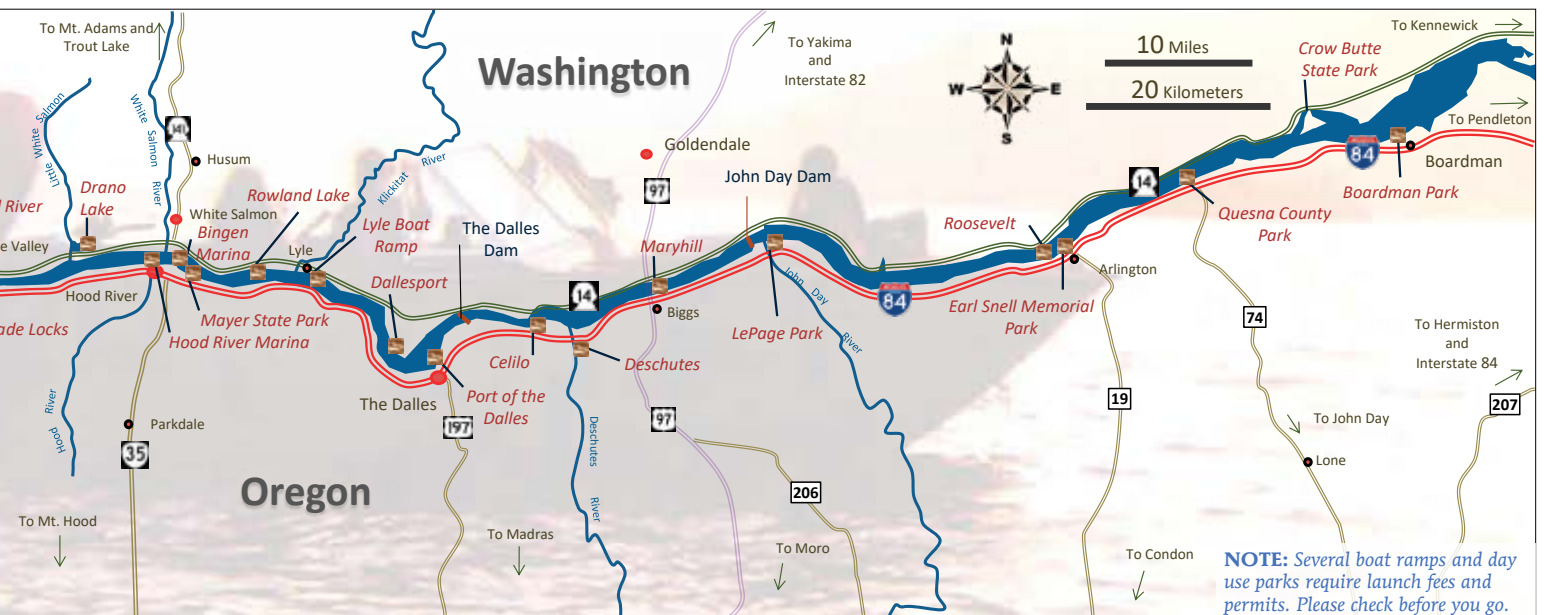 To Mt. Adams and
Trout Lake
Washington
To Yakima
and
Interstate 82
N
W
E
S
10 Miles
20 Kilometers
To Kennewick
Crow Butte
State Park
To Pendleton
Little White Salmon
White Salmon River
141
Husum
Goldendale
97
John Day Dam
84
Boardman
Boardman Park
Drano
Lake
River
e Valley
White Salmon
Bingen
Marina
Rowland Lake
Klickitat River
Lyle
Lyle Boat
Ramp
The Dalles
Dam
Maryhill
14
Roosevelt
14
Quesna County
Park
Hood River
Dallesport
Biggs
LePage Park
John Day River
84
Arlington
Earl Snell Memorial
Park
ade Locks
Mayer State Park
Hood River Marina
Celilo
Deschutes
The Dalles
Port of the
Dalles
74
To Hermiston
and
Interstate 84
Hood River
Parkdale
35
197
Deschutes River
97
19
207
To John Day
Lone
Oregon
206
To Mt. Hood
To Madras
To Moro
To Condon
NOTE: Several boat ramps and day
use parks require launch fees and
permits. Please check before you go.